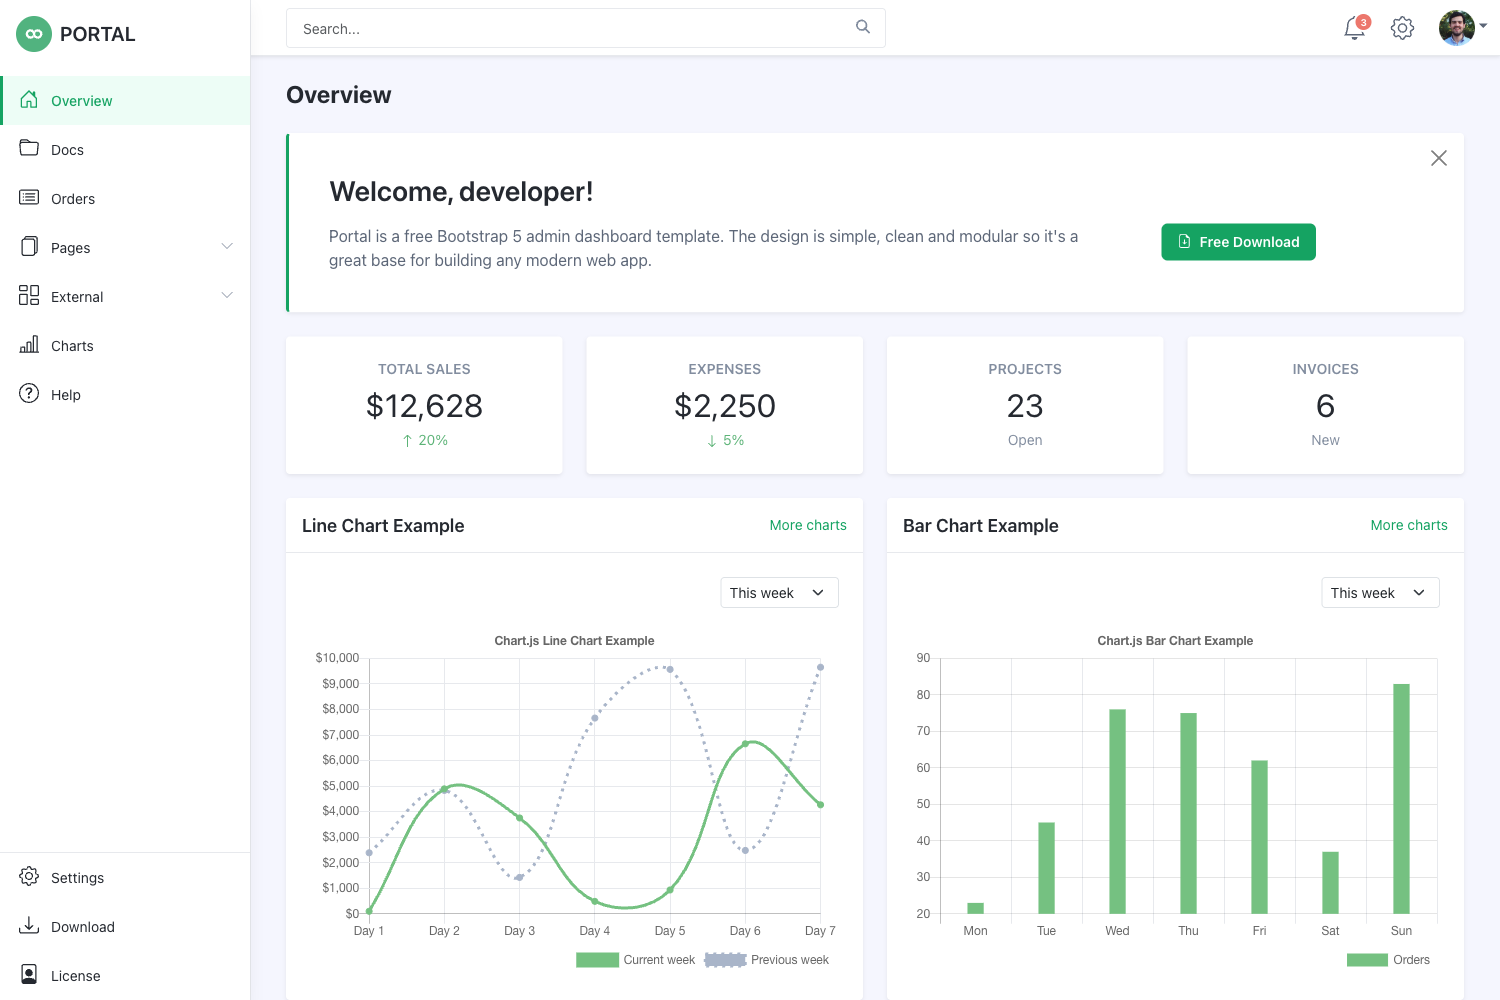 PORTAL
Search...
3
Overview
Docs
Orders
Pages
External
Charts
Help
Settings
Download
License
Overview
Welcome, developer!
Portal is a free Bootstrap 5 admin dashboard template. The design is simple, clean and modular so it's a
great base for building any modern web app.
Free Download
TOTAL SALES
$12,628
↑ 20%
EXPENSES
$2,250
↓ 5%
PROJECTS
23
Open
INVOICES
6
New
Line Chart Example
More charts
This week
Chart.js Line Chart Example
$10,000
$9,000
$8,000
$7,000
$6,000
$5,000
$4,000
$3,000
$2,000
$1,000
$0
Day 1 Day 2 Day 3 Day 4 Day 5 Day 6 Day 7
Current week Previous week
Bar Chart Example
More charts
This week
Chart.js Bar Chart Example
90
80
70
60
50
40
30
20
Mon Tue Wed Thu Fri Sat Sun
Orders